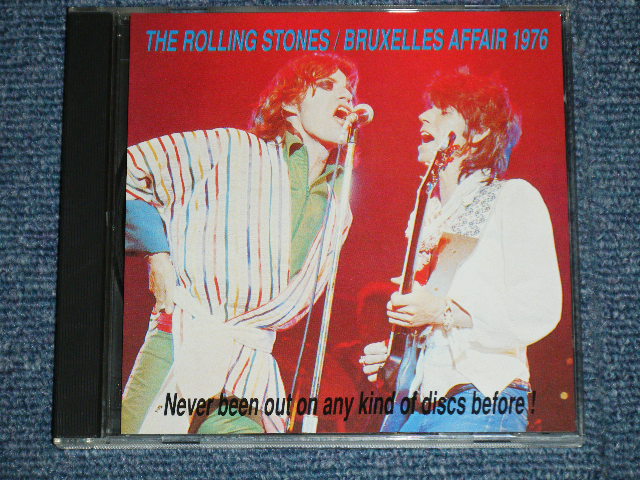 THE ROLLING STONES / BRUXELLES AFFAIR 1976
Never been out on any kind of discs before !